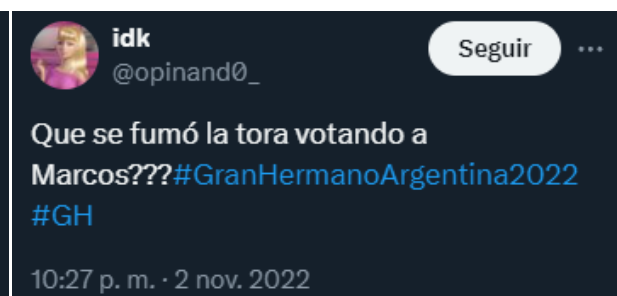 idk
@opinand0_
Seguir
Que se fumó la tora votando a
Marcos???#GranHermanoArgentina2022
#GH
10:27 p. m. · 2 nov. 2022